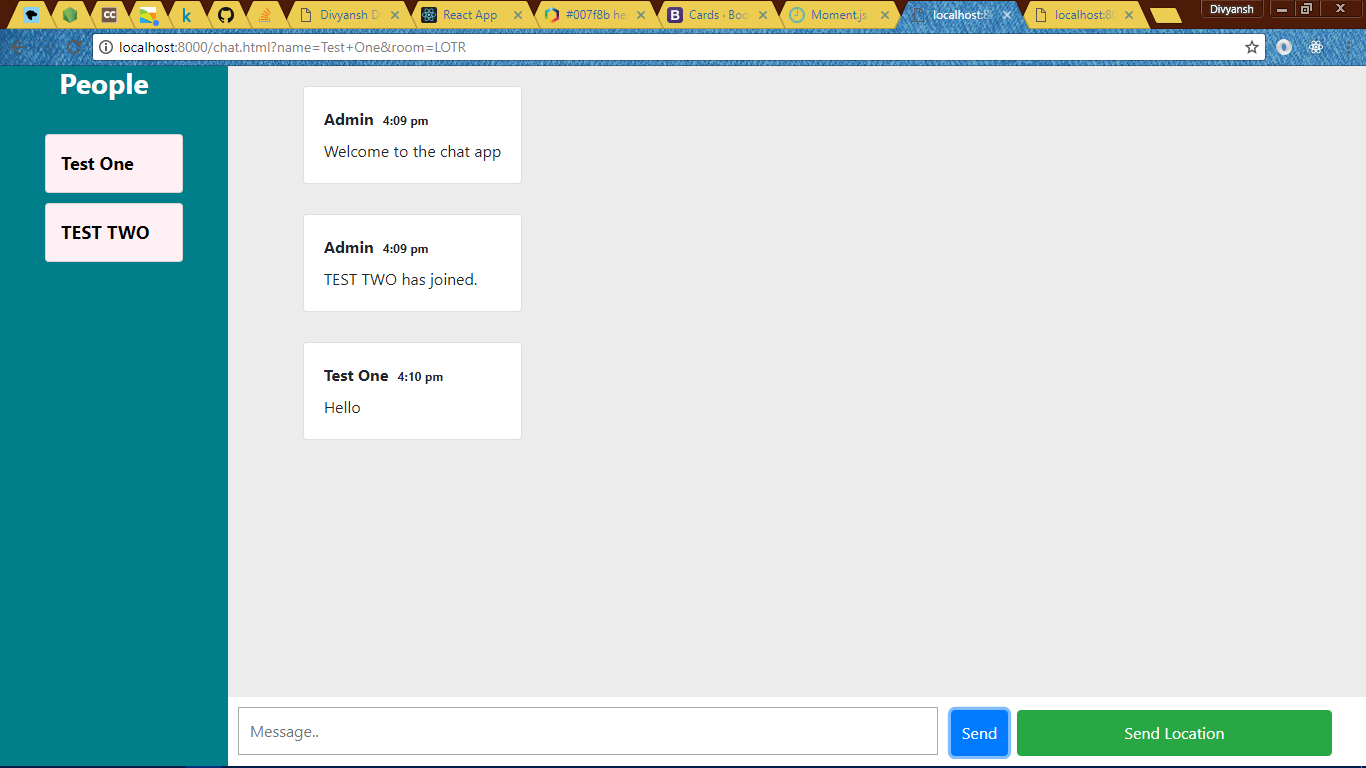 Divyansh D
React App
#007f8b he
Cards · Boo
Moment.js
localhost:8
localhost:80
Divyansh
localhost:8000/chat.html?name=Test+One&room=LOTR
People
Test One
TEST TWO
Admin 4:09 pm
Welcome to the chat app
Admin 4:09 pm
TEST TWO has joined.
Test One 4:10 pm
Hello
Message..
Send
Send Location